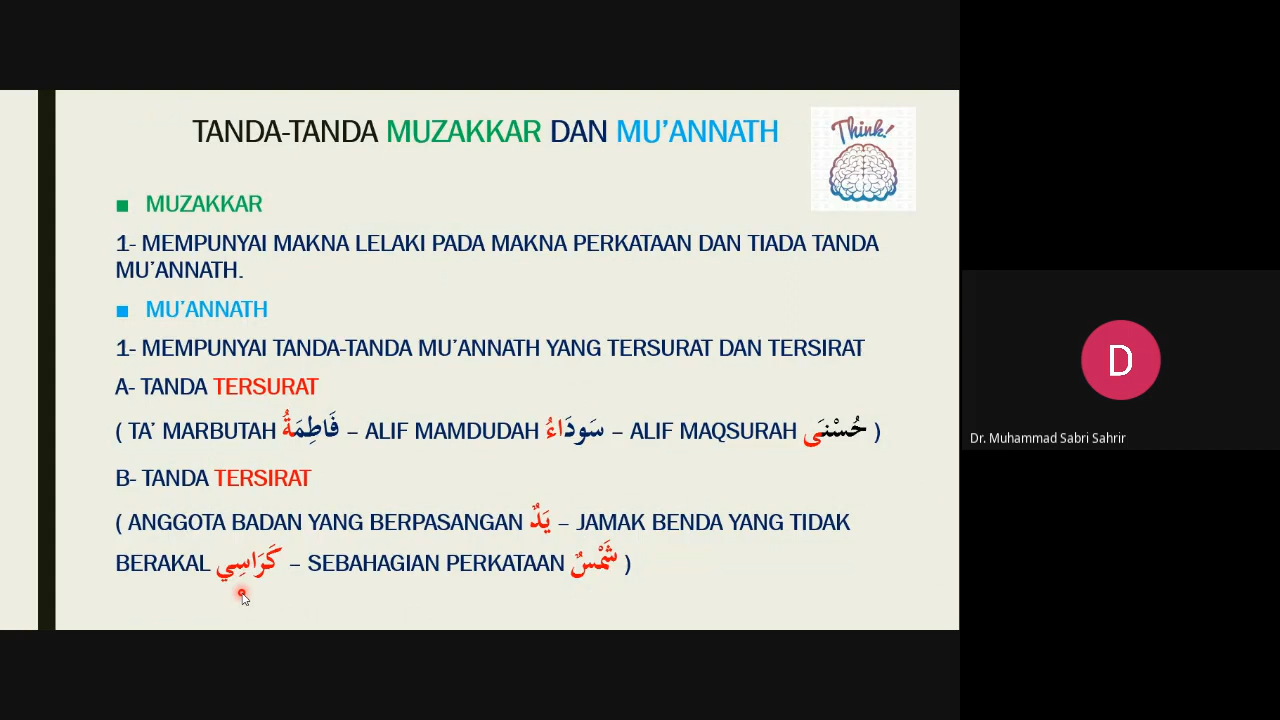 TANDA-TANDA MUZAKKAR DAN MU'ANNATH
Think!
MUZAKKAR
1- MEMPUNYAI MAKNA LELAKI PADA MAKNA PERKATAAN DAN TIADA TANDA
MU'ANNATH.
MU'ANNATH
1- MEMPUNYAI TANDA-TANDA MU'ANNATH YANG TERSURAT DAN TERSIRAT
A- TANDA TERSURAT
( TA' MARBUTAH فَاطِمَةُ – ALIF MAMDUDAH سَودَاءُ – ALIF MAQSURAH حُسْنَى )
B- TANDA TERSIRAT
( ANGGOTA BADAN YANG BERPASANGAN يَدٌ – JAMAK BENDA YANG TIDAK
BERAKAL كَرَاسِي – SEBAHAGIAN PERKATAAN شَمْسٌ )
D
Dr. Muhammad Sabri Sahrir